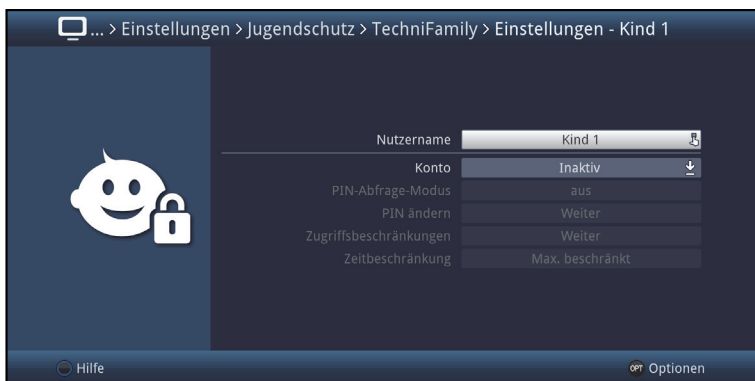 ... > Einstellungen > Jugendschutz > TechniFamily > Einstellungen - Kind 1
Nutzername Kind 1
Konto Inaktiv
PIN-Abfrage-Modus aus
PIN ändern Weiter
Zugriffsbeschränkungen Weiter
Zeitbeschränkung Max. beschränkt
Hilfe OPT Optionen